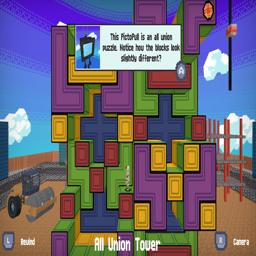 This PictoPull is an all union
puzzle. Notice how the blocks look
slightly different?
L
Rewind
All Union Tower
R
Camera